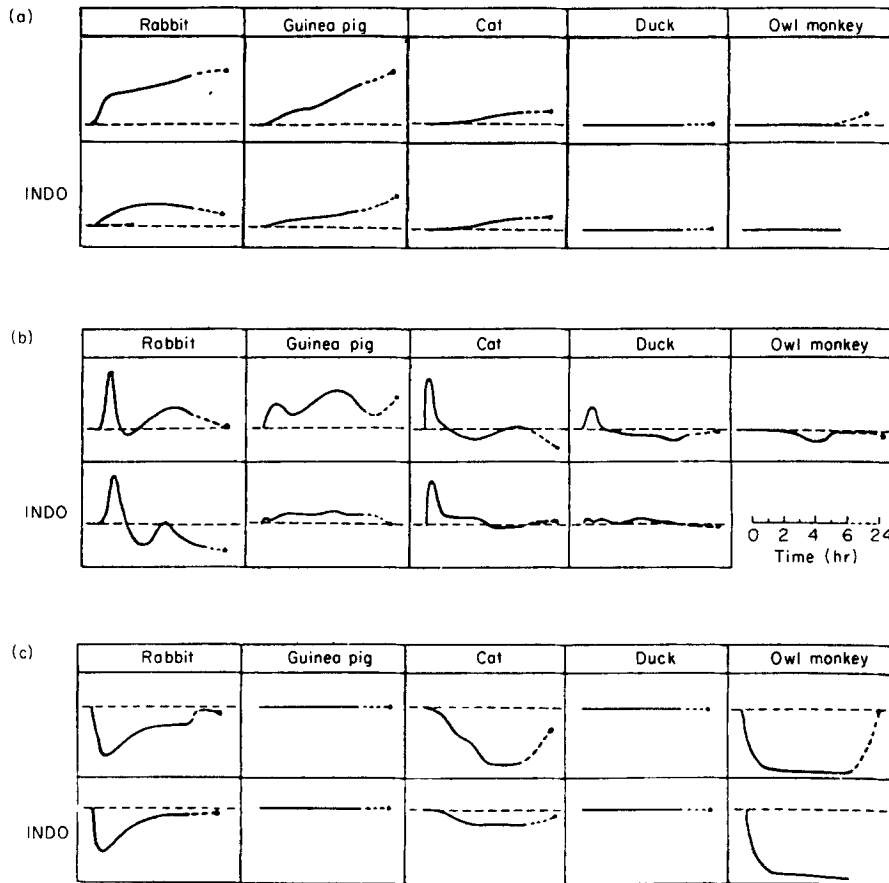 (a)
Rabbit Guinea pig Cat Duck Owl monkey
INDO
(b)
Rabbit Guinea pig Cat Duck Owl monkey
INDO
0 2 4 6 24
Time (hr)
(c)
Rabbit Guinea pig Cat Duck Owl monkey
INDO